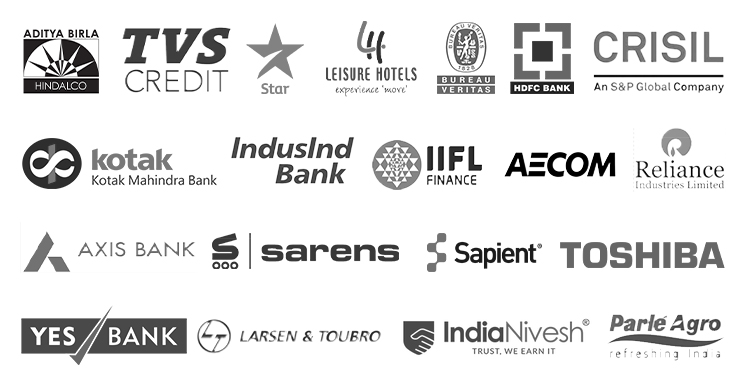 ADITYA BIRLA
HINDALCO
TVS
CREDIT
Star
LEISURE HOTELS
experience 'more'
BUREAU VERITAS
1828
BUREAU
VERITAS
HDFC BANK
CRISIL
An S&P Global Company
kotak
Kotak Mahindra Bank
IndusInd
Bank
IIFL
FINANCE
AECOM
Reliance
Industries Limited
AXIS BANK
sarens
Sapient®
TOSHIBA
YES BANK
LARSEN & TOUBRO
IndiaNivesh®
TRUST, WE EARN IT
Parlé Agro
refreshing India